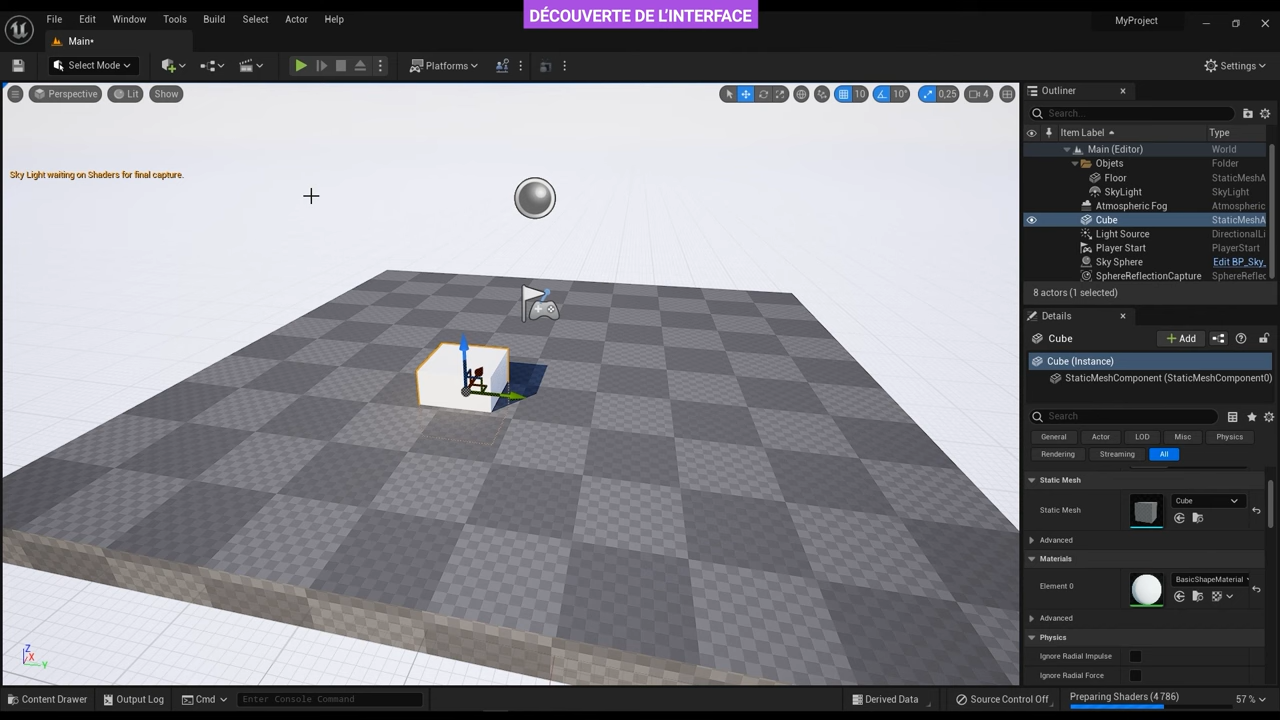 DÉCOUVERTE DE L'INTERFACE
File Edit Window Tools Build Select Actor Help
MyProject
Main•
Select Mode
Platforms
Settings
Perspective Lit Show
10 10° 0,25 4
Sky Light waiting on Shaders for final capture.
Outliner
Search...
Item Label Type
Main (Editor) World
Objets Folder
Floor StaticMeshA
SkyLight SkyLight
Atmospheric Fog Atmospheric
Cube StaticMeshA
Light Source DirectionalLi
Player Start PlayerStart
Sky Sphere Edit BP_Sky_
SphereReflectionCapture SphereReflec
8 actors (1 selected)
Details
Cube
Add
Cube (Instance)
StaticMeshComponent (StaticMeshComponent0)
Search
General Actor LOD Misc Physics
Rendering Streaming All
Static Mesh
Static Mesh
Cube
Advanced
Materials
Element 0
BasicShapeMaterial
Advanced
Physics
Ignore Radial Impulse
Ignore Radial Force
Z
X
Y
Content Drawer Output Log Cmd Enter Console Command
Derived Data Source Control Off Preparing Shaders (4 786) 57 %